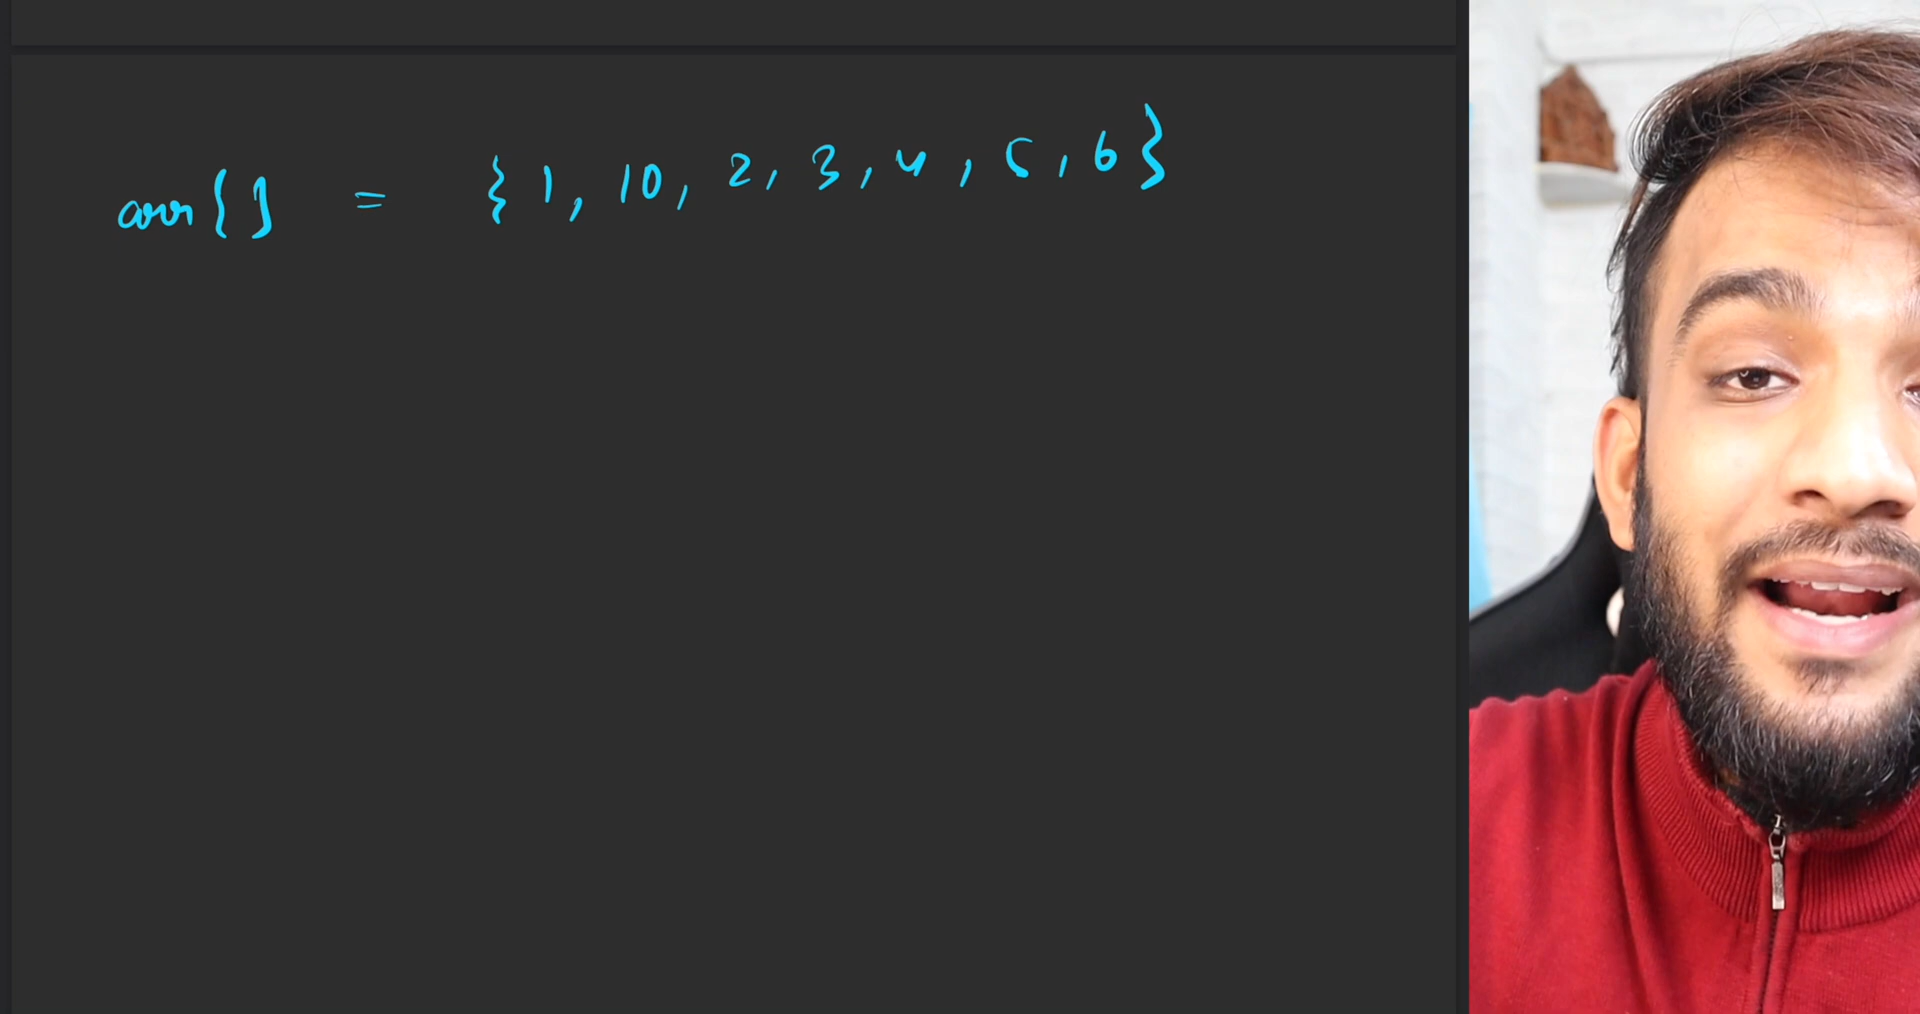 arr[] = {1, 10, 2, 3, 4, 5, 6}